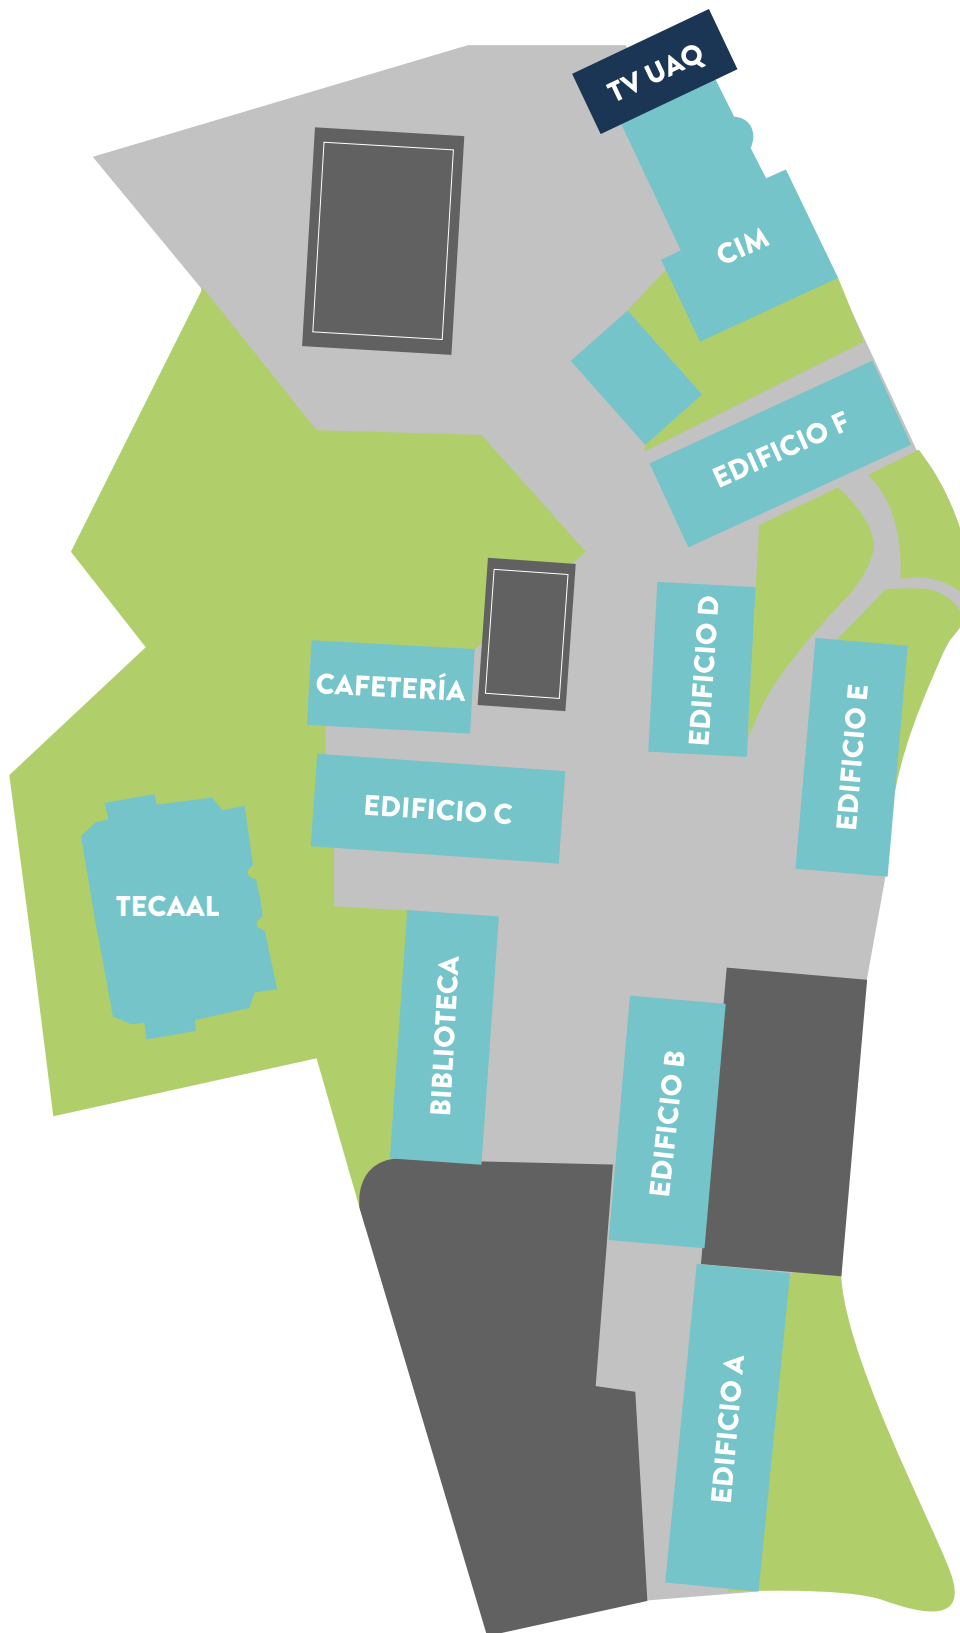 TV UAQ
CIM
EDIFICIO F
EDIFICIO D
CAFETERÍA
EDIFICIO E
EDIFICIO C
TECAAL
BIBLIOTECA
EDIFICIO B
EDIFICIO A